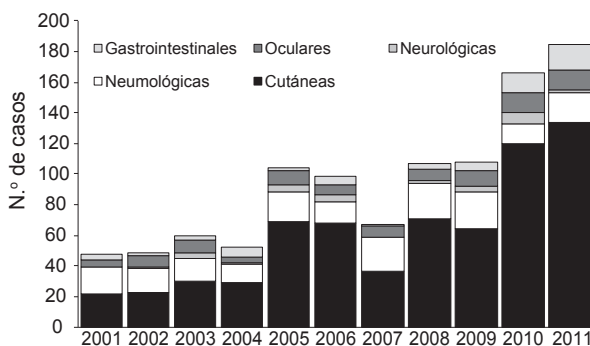 200
180
160
140
120
100
80
60
40
20
0
N.º de casos
Gastrointestinales Oculares Neurológicas
Neumológicas Cutáneas
2001 2002 2003 2004 2005 2006 2007 2008 2009 2010 2011